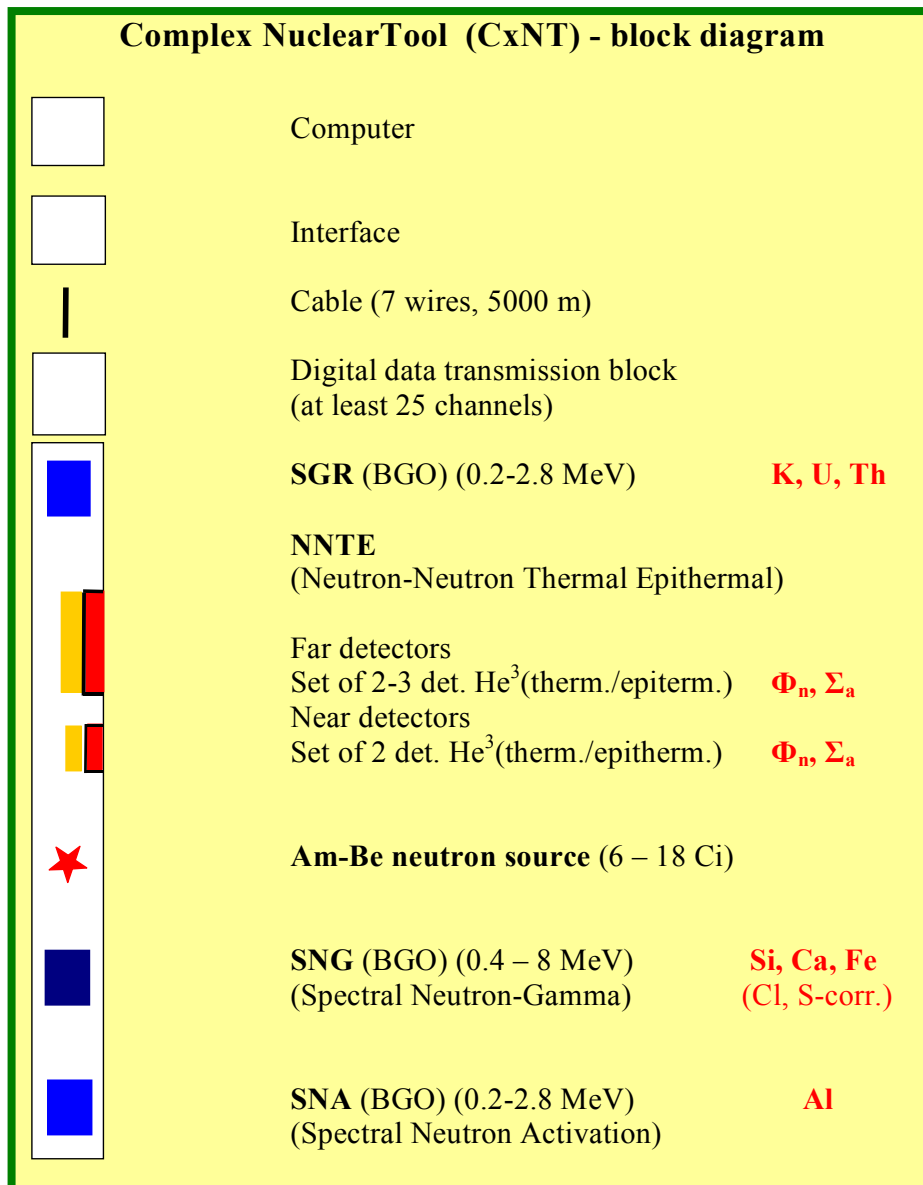 Complex NuclearTool (CxNT) - block diagram
Computer
Interface
Cable (7 wires, 5000 m)
Digital data transmission block
(at least 25 channels)
SGR (BGO) (0.2-2.8 MeV) K, U, Th
NNTE
(Neutron-Neutron Thermal Epithermal)
Far detectors
Set of 2-3 det. He³(therm./epiterm.) Φₙ, Σₐ
Near detectors
Set of 2 det. He³(therm./epitherm.) Φₙ, Σₐ
Am-Be neutron source (6 – 18 Ci)
SNG (BGO) (0.4 – 8 MeV) Si, Ca, Fe
(Spectral Neutron-Gamma) (Cl, S-corr.)
SNA (BGO) (0.2-2.8 MeV) Al
(Spectral Neutron Activation)